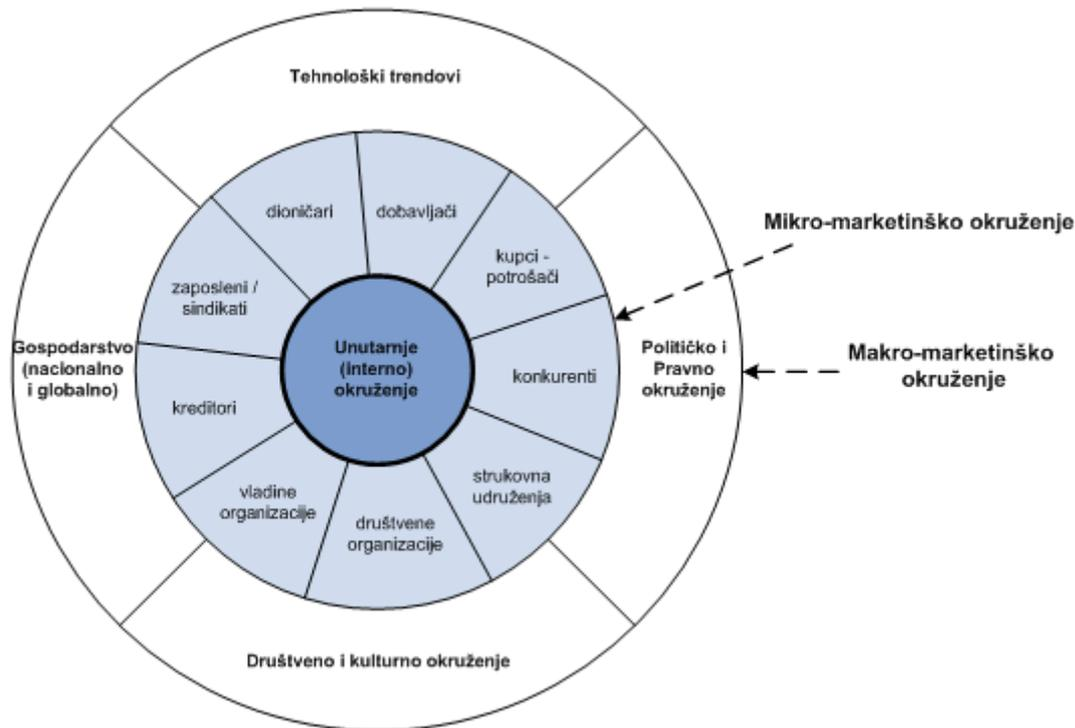 Tehnološki trendovi
dioničari
dobavljači
kupci -
potrošači
Mikro-marketinško okruženje
zaposleni /
sindikati
Gospodarstvo
(nacionalno
i globalno)
Unutarnje
(interno)
okruženje
konkurenti
Političko i
Pravno
okruženje
Makro-marketinško
okruženje
kreditori
vladine
organizacije
društvene
organizacije
strukovna
udruženja
Društveno i kulturno okruženje